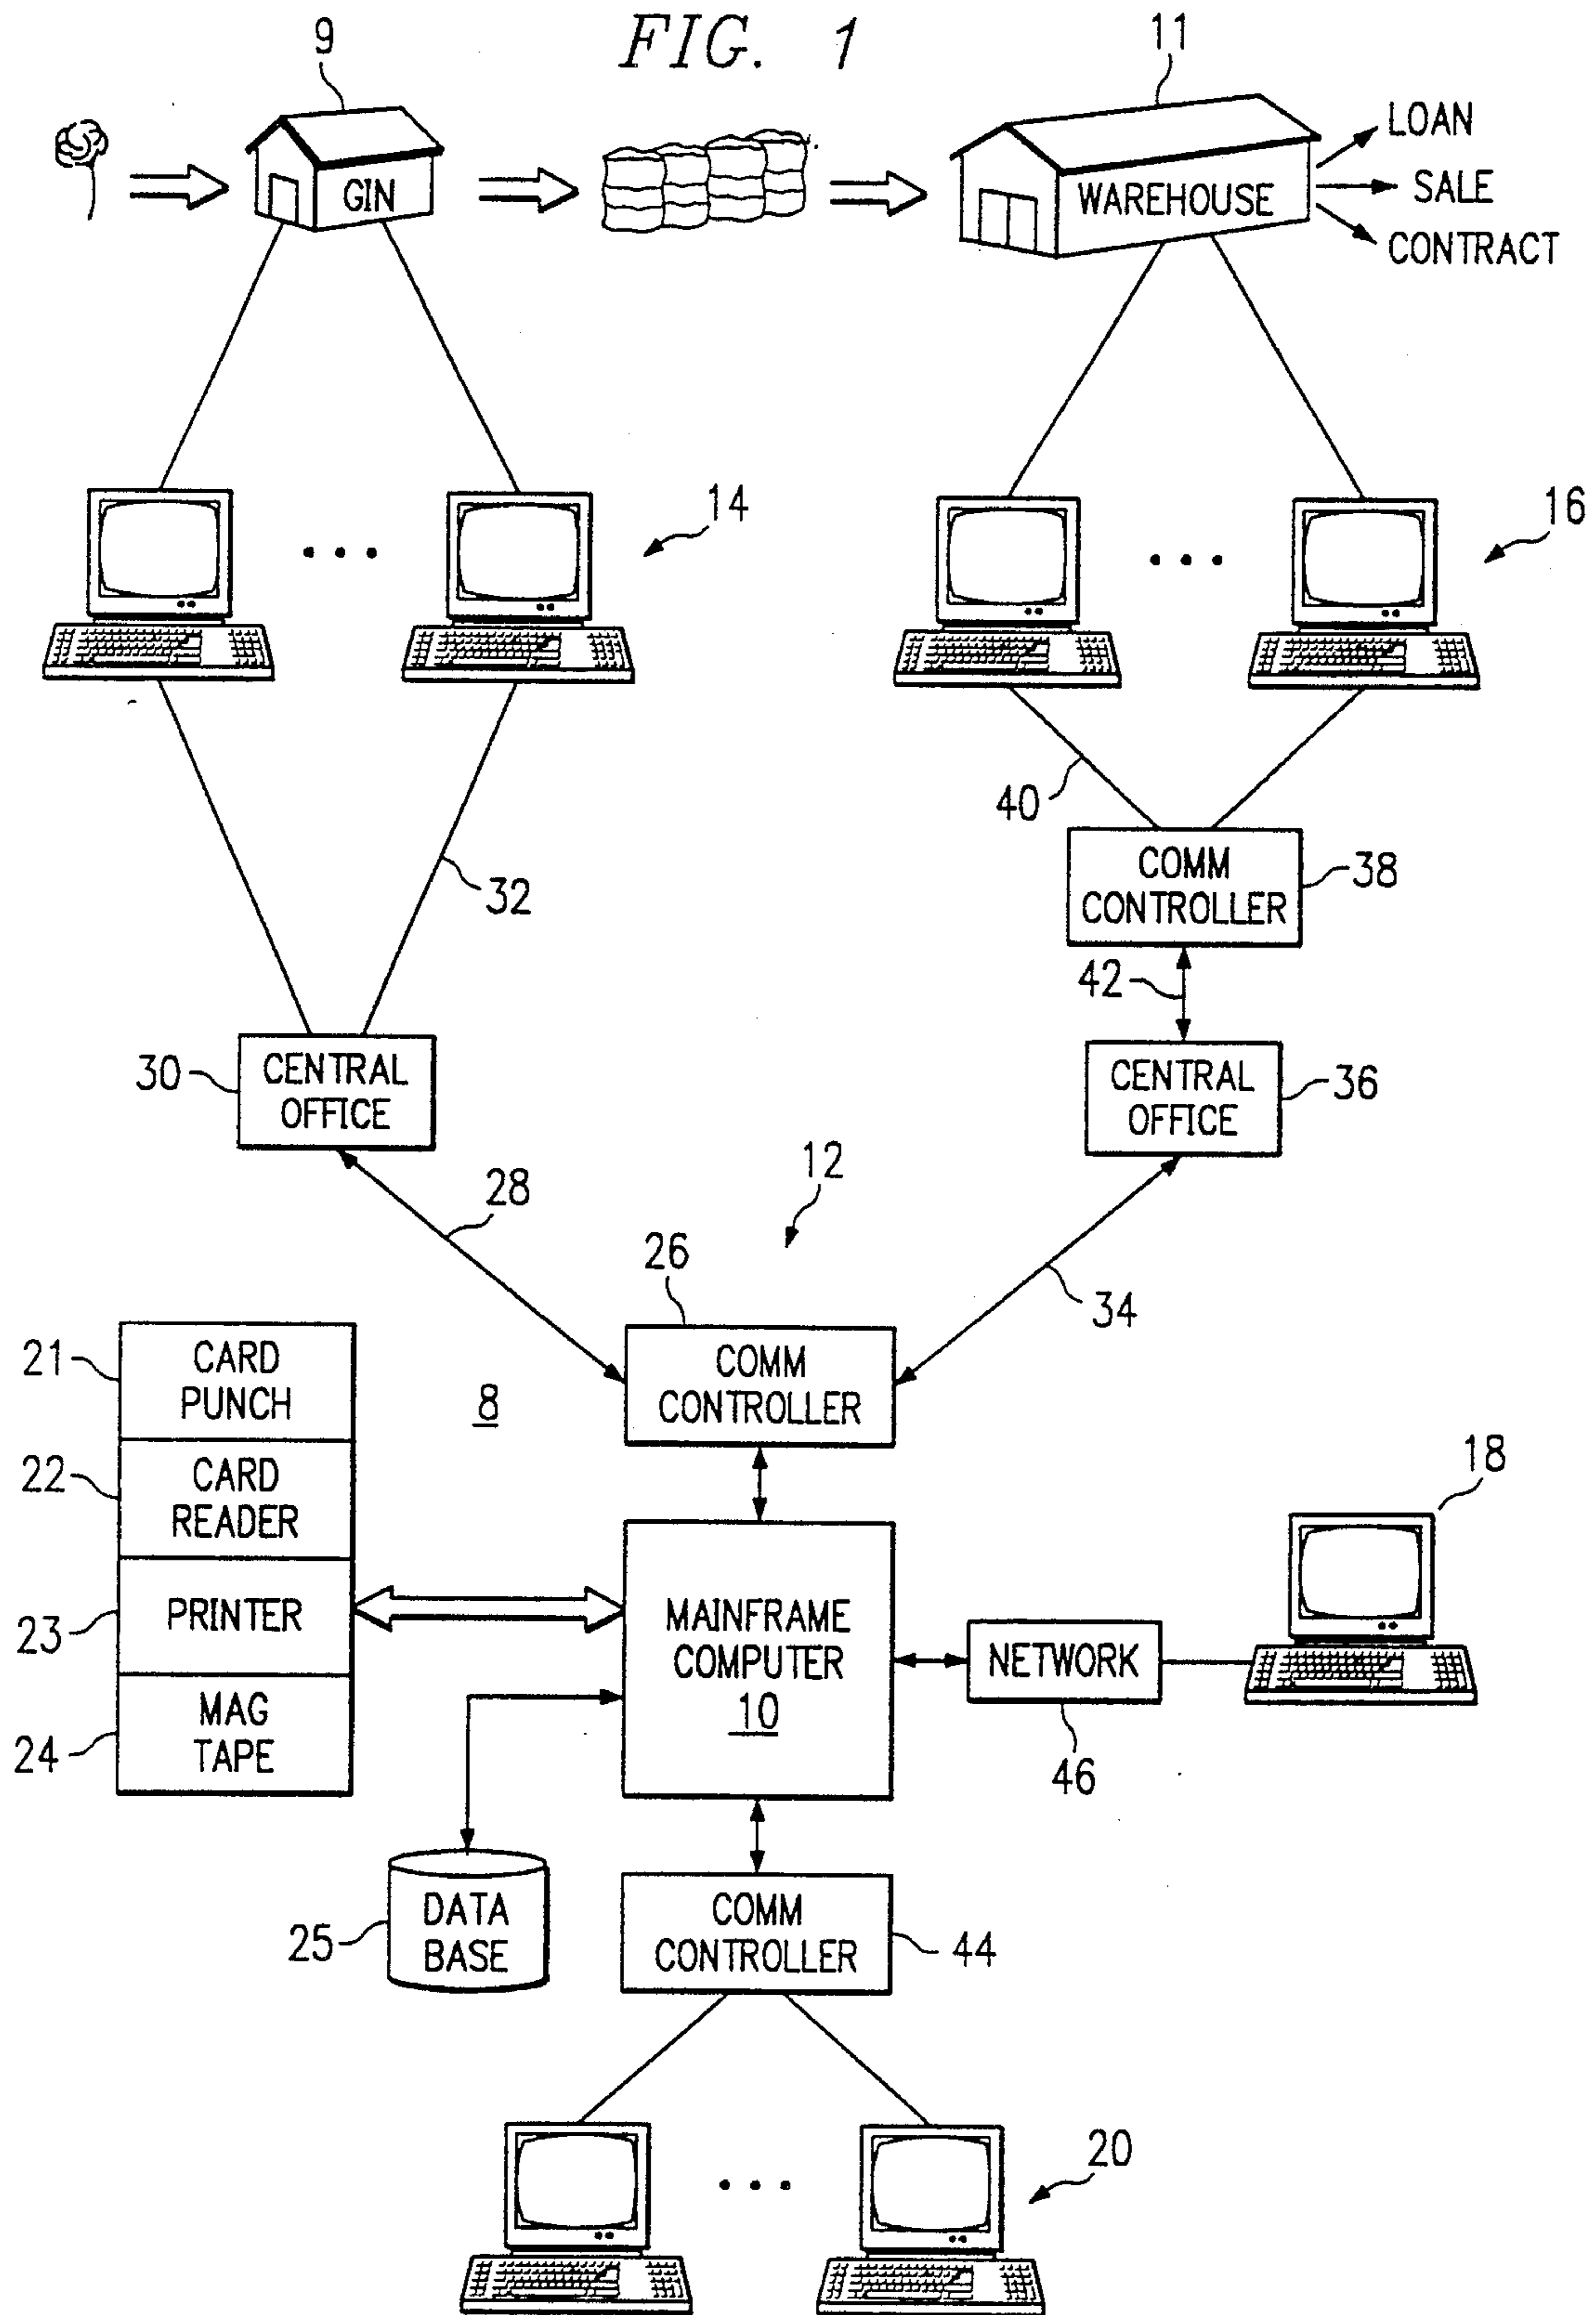 FIG. 1
9
11
GIN
WAREHOUSE
LOAN
SALE
CONTRACT
14
16
40
32
COMM
CONTROLLER
38
42
30
CENTRAL
OFFICE
CENTRAL
OFFICE
36
28
12
26
34
21
CARD
PUNCH
8
COMM
CONTROLLER
22
CARD
READER
18
23
PRINTER
MAINFRAME
COMPUTER
10
NETWORK
46
24
MAG
TAPE
25
DATA
BASE
COMM
CONTROLLER
44
20